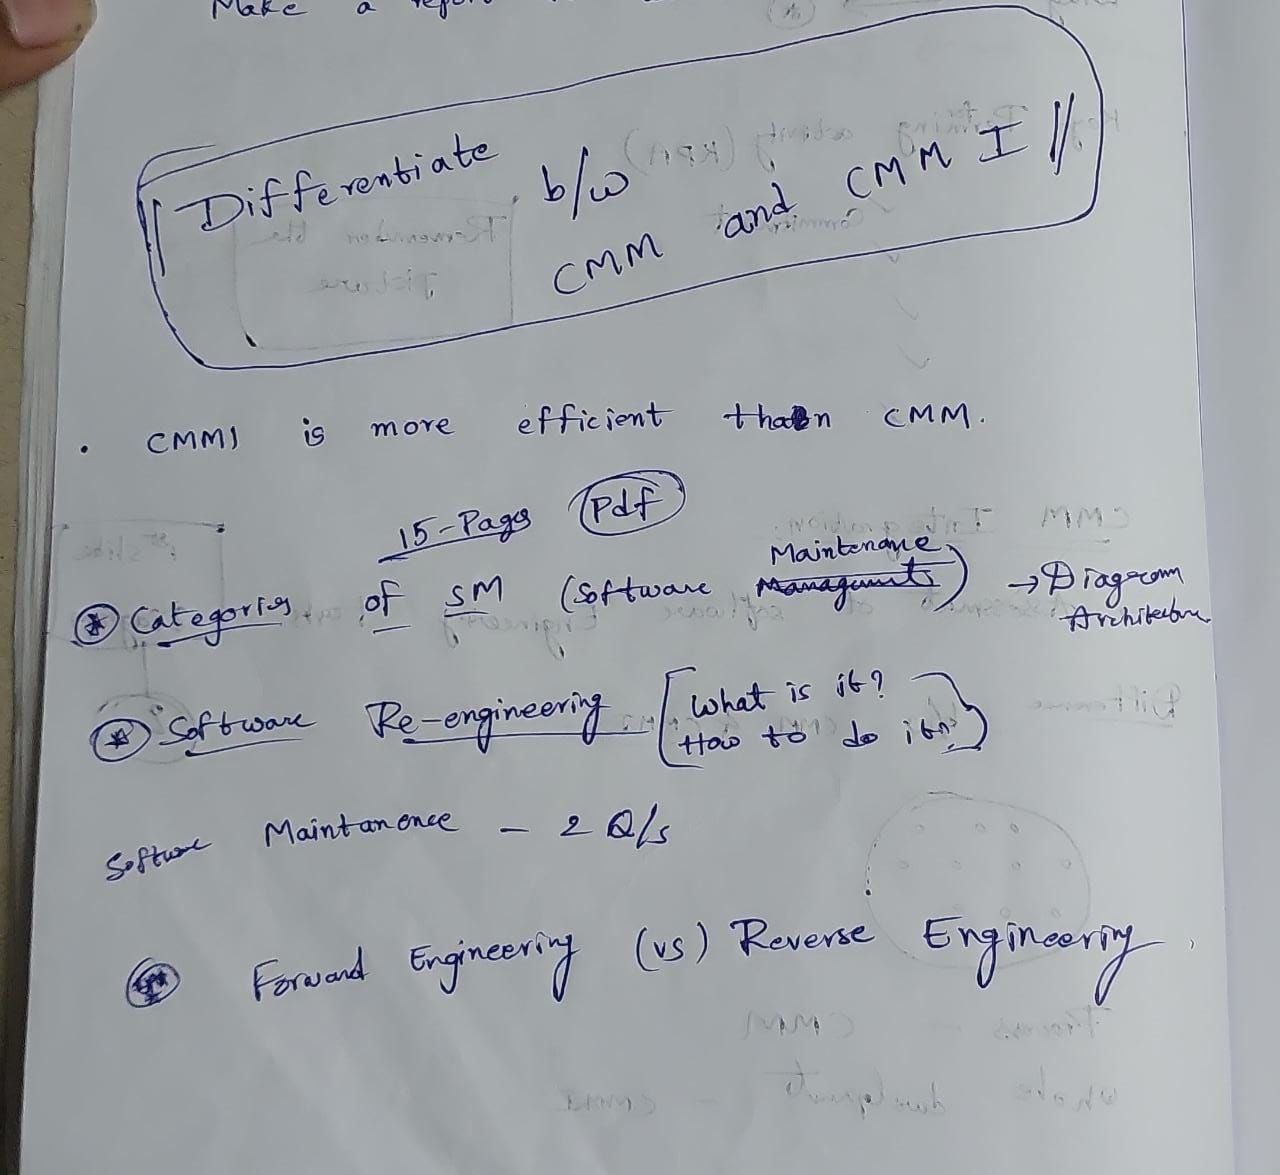 Make a
Differentiate b/w
CMM and CMM I
. CMMI is more efficient than CMM.
15-Pages Pdf
Maintenance
* Categories of SM (Software Managements) → Diagram
Architecture
* Software Re-engineering [What is it?
How to do it?]
Software Maintanence - 2 Q/s
Forward Engineering (vs) Reverse Engineering